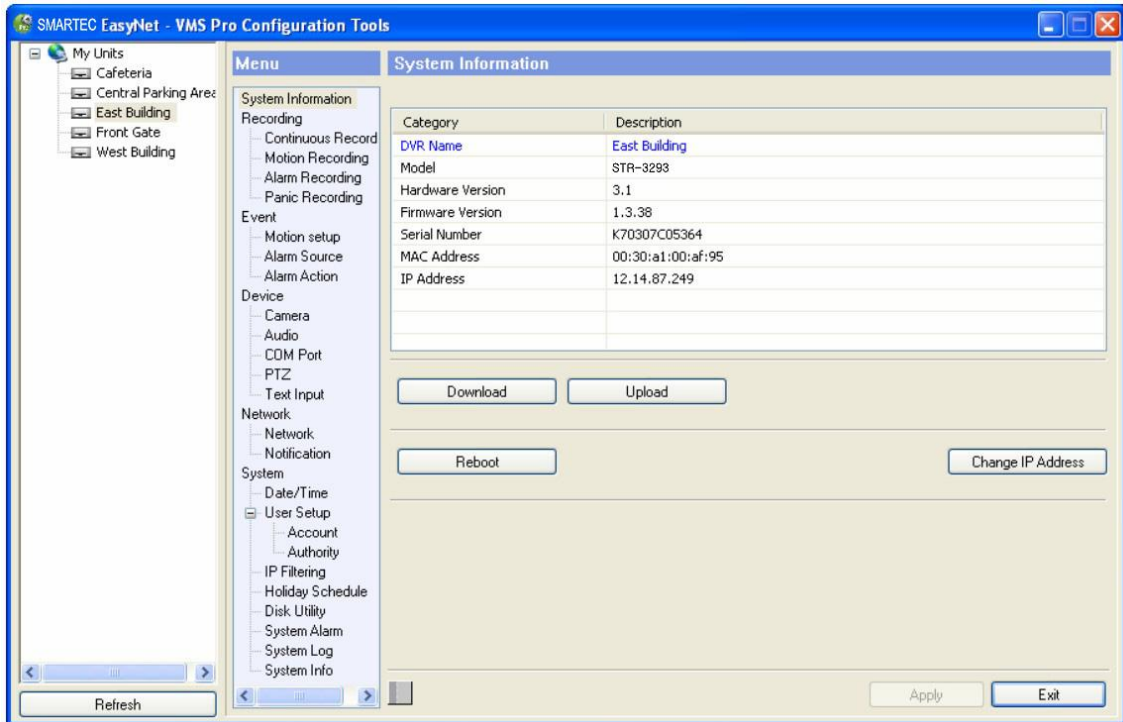 SMARTEC EasyNet - VMS Pro Configuration Tools
My Units
Cafeteria
Central Parking Area
East Building
Front Gate
West Building
Refresh
Menu
System Information
Recording
Continuous Record
Motion Recording
Alarm Recording
Panic Recording
Event
Motion setup
Alarm Source
Alarm Action
Device
Camera
Audio
COM Port
PTZ
Text Input
Network
Network
Notification
System
Date/Time
User Setup
Account
Authority
IP Filtering
Holiday Schedule
Disk Utility
System Alarm
System Log
System Info
System Information
Category Description
DVR Name East Building
Model STR-3293
Hardware Version 3.1
Firmware Version 1.3.38
Serial Number K70307C05364
MAC Address 00:30:a1:00:af:95
IP Address 12.14.87.249
Download Upload
Reboot Change IP Address
Apply Exit